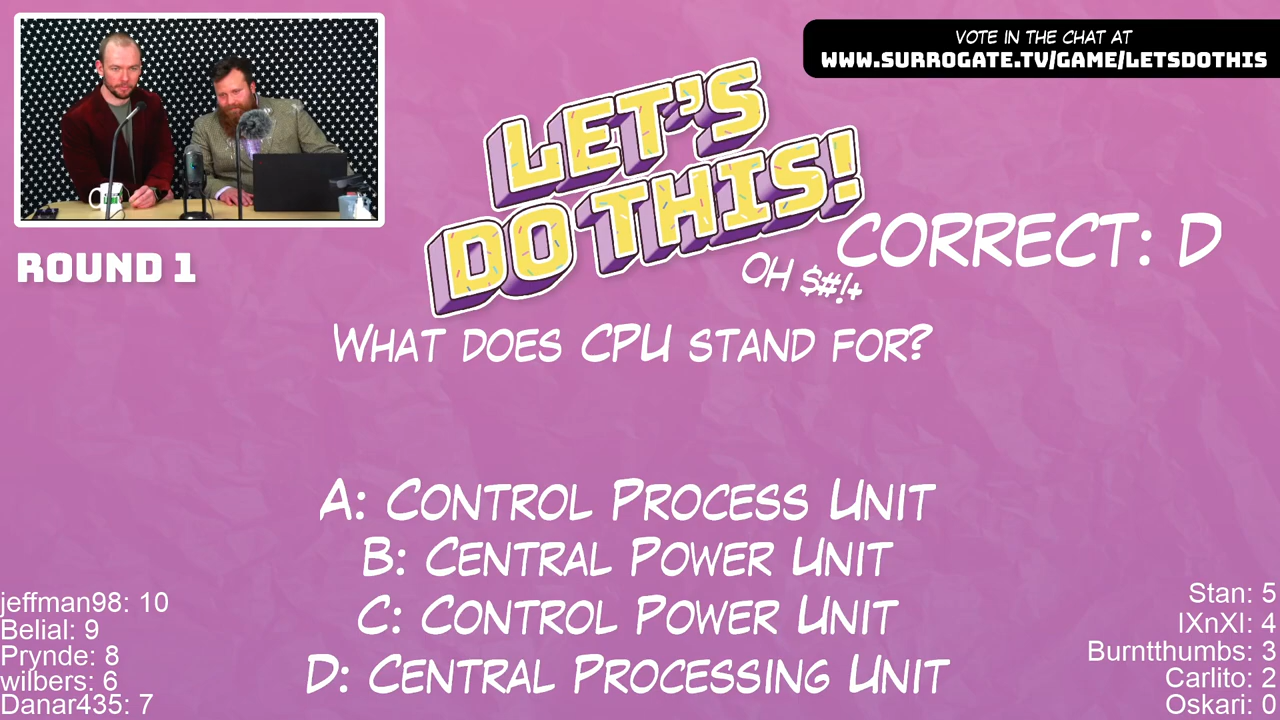 VOTE IN THE CHAT AT
WWW.SURROGATE.TV/GAME/LETSDOTHIS
LET'S
DO THIS!
OH $#!+
CORRECT: D
ROUND 1
WHAT DOES CPU STAND FOR?
A: CONTROL PROCESS UNIT
B: CENTRAL POWER UNIT
C: CONTROL POWER UNIT
D: CENTRAL PROCESSING UNIT
jeffman98: 10
Belial: 9
Prynde: 8
wilbers: 6
Danar435: 7
Stan: 5
IXnXI: 4
Burntthumbs: 3
Carlito: 2
Oskari: 0